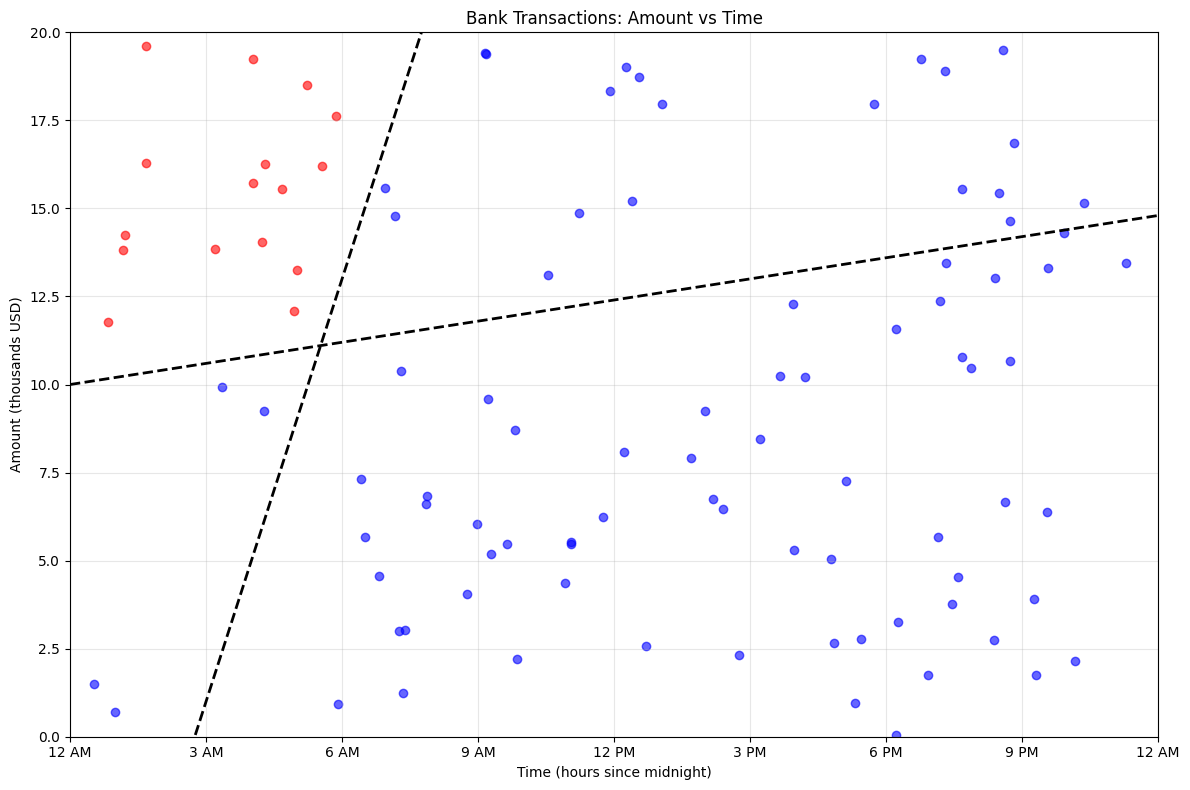 Bank Transactions: Amount vs Time
Amount (thousands USD)
20.0
17.5
15.0
12.5
10.0
7.5
5.0
2.5
0.0
12 AM 3 AM 6 AM 9 AM 12 PM 3 PM 6 PM 9 PM 12 AM
Time (hours since midnight)